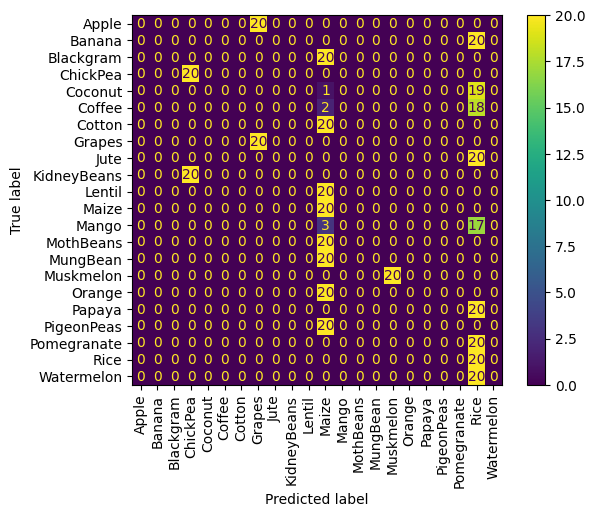 Apple 0 0 0 0 0 0 0 20 0 0 0 0 0 0 0 0 0 0 0 0 0 0
Banana 0 0 0 0 0 0 0 0 0 0 0 0 0 0 0 0 0 0 0 0 20 0
Blackgram 0 0 0 0 0 0 0 0 0 0 0 20 0 0 0 0 0 0 0 0 0 0
ChickPea 0 0 0 20 0 0 0 0 0 0 0 0 0 0 0 0 0 0 0 0 0 0
Coconut 0 0 0 0 0 0 0 0 0 0 0 1 0 0 0 0 0 0 0 0 19 0
Coffee 0 0 0 0 0 0 0 0 0 0 0 2 0 0 0 0 0 0 0 0 18 0
Cotton 0 0 0 0 0 0 0 0 0 0 0 20 0 0 0 0 0 0 0 0 0 0
Grapes 0 0 0 0 0 0 0 20 0 0 0 0 0 0 0 0 0 0 0 0 0 0
Jute 0 0 0 0 0 0 0 0 0 0 0 0 0 0 0 0 0 0 0 0 20 0
KidneyBeans 0 0 0 20 0 0 0 0 0 0 0 0 0 0 0 0 0 0 0 0 0 0
Lentil 0 0 0 0 0 0 0 0 0 0 0 20 0 0 0 0 0 0 0 0 0 0
Maize 0 0 0 0 0 0 0 0 0 0 0 20 0 0 0 0 0 0 0 0 0 0
Mango 0 0 0 0 0 0 0 0 0 0 0 3 0 0 0 0 0 0 0 0 17 0
MothBeans 0 0 0 0 0 0 0 0 0 0 0 20 0 0 0 0 0 0 0 0 0 0
MungBean 0 0 0 0 0 0 0 0 0 0 0 20 0 0 0 0 0 0 0 0 0 0
Muskmelon 0 0 0 0 0 0 0 0 0 0 0 0 0 0 0 20 0 0 0 0 0 0
Orange 0 0 0 0 0 0 0 0 0 0 0 20 0 0 0 0 0 0 0 0 0 0
Papaya 0 0 0 0 0 0 0 0 0 0 0 0 0 0 0 0 0 0 0 0 20 0
PigeonPeas 0 0 0 0 0 0 0 0 0 0 0 20 0 0 0 0 0 0 0 0 0 0
Pomegranate 0 0 0 0 0 0 0 0 0 0 0 0 0 0 0 0 0 0 0 0 20 0
Rice 0 0 0 0 0 0 0 0 0 0 0 0 0 0 0 0 0 0 0 0 20 0
Watermelon 0 0 0 0 0 0 0 0 0 0 0 0 0 0 0 0 0 0 0 0 20 0
True label
Apple
Banana
Blackgram
ChickPea
Coconut
Coffee
Cotton
Grapes
Jute
KidneyBeans
Lentil
Maize
Mango
MothBeans
MungBean
Muskmelon
Orange
Papaya
PigeonPeas
Pomegranate
Rice
Watermelon
Predicted label
20.0
17.5
15.0
12.5
10.0
7.5
5.0
2.5
0.0